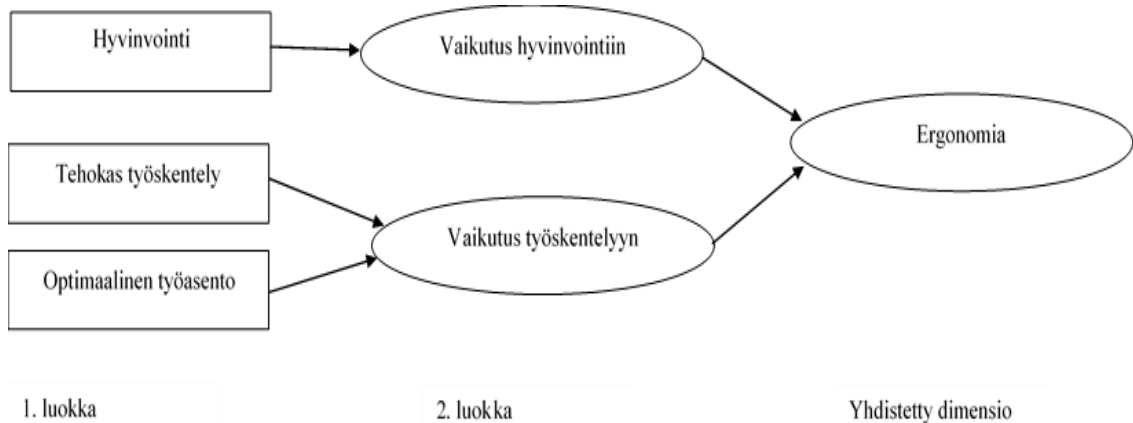 Hyvinvointi
Vaikutus hyvinvointiin
Ergonomia
Tehokas työskentely
Vaikutus työskentelyyn
Optimaalinen työasento
1. luokka
2. luokka
Yhdistetty dimensio